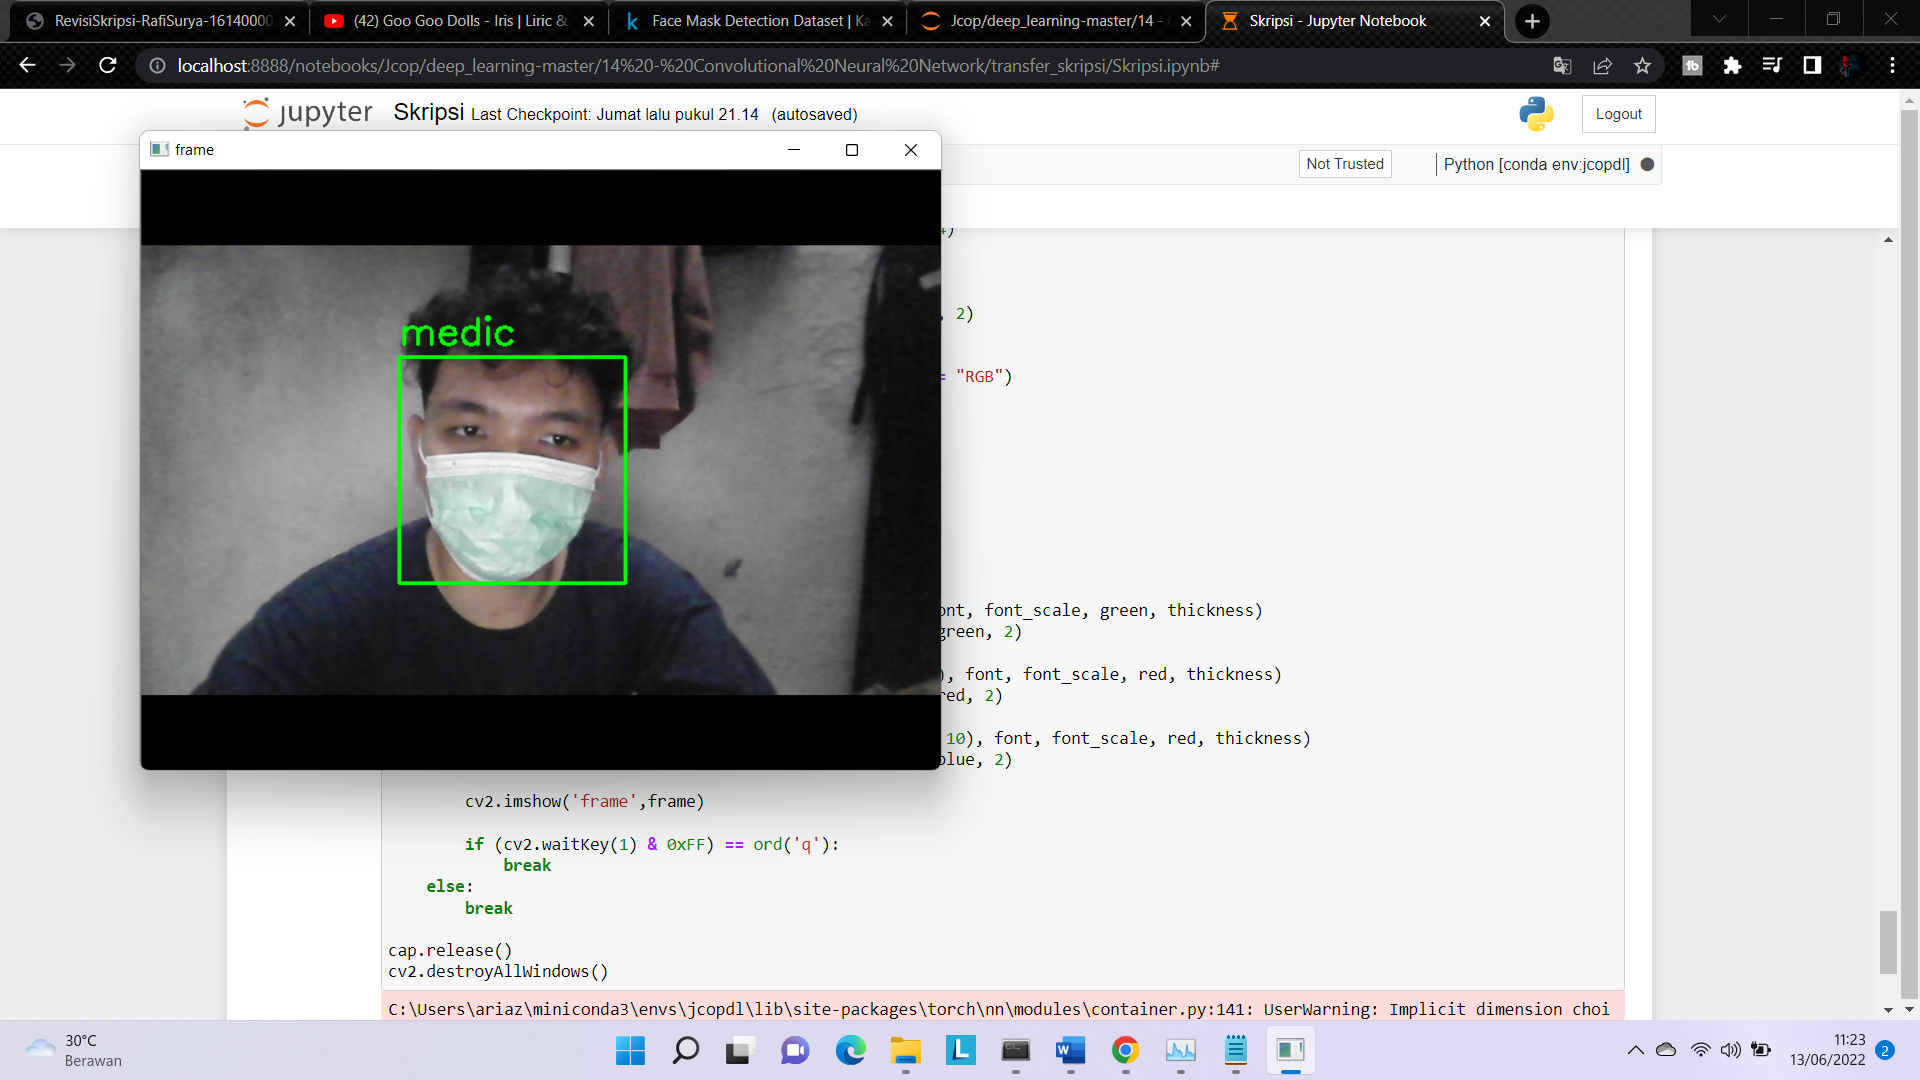 RevisiSkripsi-RafiSurya-16140000
(42) Goo Goo Dolls - Iris | Liric &
Face Mask Detection Dataset | Ka
Jcop/deep_learning-master/14 -
Skripsi - Jupyter Notebook
localhost:8888/notebooks/Jcop/deep_learning-master/14%20-%20Convolutional%20Neural%20Network/transfer_skripsi/Skripsi.ipynb#
jupyter Skripsi Last Checkpoint: Jumat lalu pukul 21.14 (autosaved)
Logout
frame
Not Trusted
Python [conda env:jcopdl]
medic
)
, 2)
= "RGB")
ont, font_scale, green, thickness)
green, 2)
), font, font_scale, red, thickness)
red, 2)
10), font, font_scale, red, thickness)
blue, 2)
cv2.imshow('frame',frame)
if (cv2.waitKey(1) & 0xFF) == ord('q'):
break
else:
break
cap.release()
cv2.destroyAllWindows()
C:\Users\ariaz\miniconda3\envs\jcopdl\lib\site-packages\torch\nn\modules\container.py:141: UserWarning: Implicit dimension choi
30°C
Berawan
11:23
13/06/2022
2